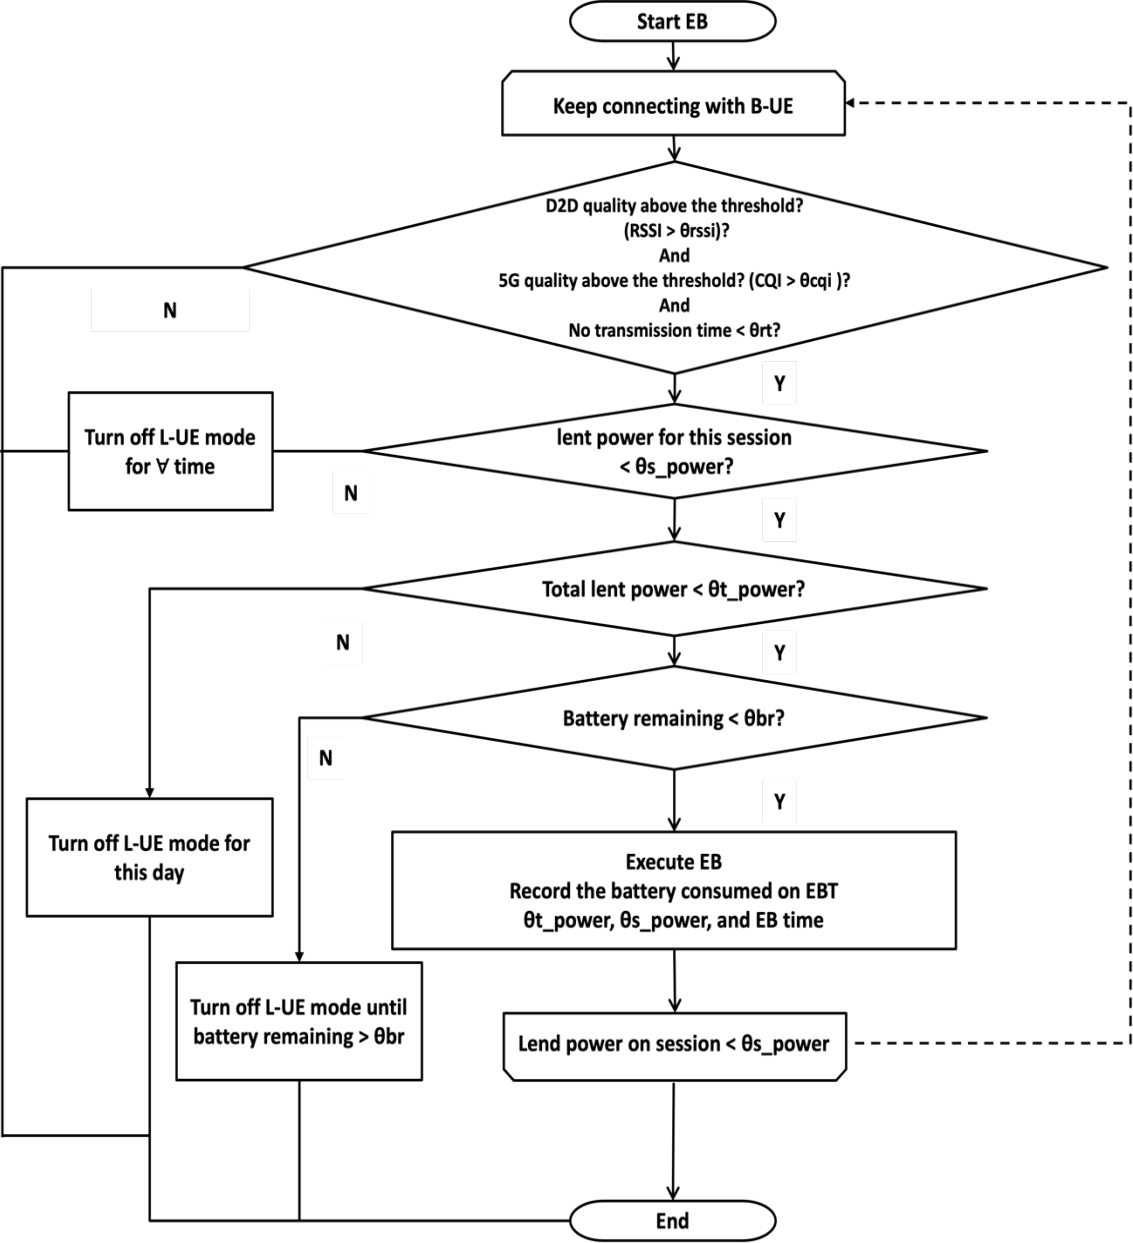 Start EB
Keep connecting with B-UE
D2D quality above the threshold?
(RSSI > θrssi)?
And
5G quality above the threshold? (CQI > θcqi )?
And
No transmission time < θrt?
N
Y
Turn off L-UE mode
for ∀ time
lent power for this session
< θs_power?
N
Y
Total lent power < θt_power?
N
Y
Battery remaining < θbr?
N
Y
Turn off L-UE mode for
this day
Execute EB
Record the battery consumed on EBT
θt_power, θs_power, and EB time
Turn off L-UE mode until
battery remaining > θbr
Lend power on session < θs_power
End